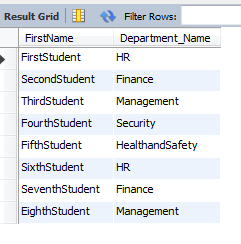 Result Grid Filter Rows:
FirstName Department_Name
FirstStudent HR
SecondStudent Finance
ThirdStudent Management
FourthStudent Security
FifthStudent HealthandSafety
SixthStudent HR
SeventhStudent Finance
EighthStudent Management